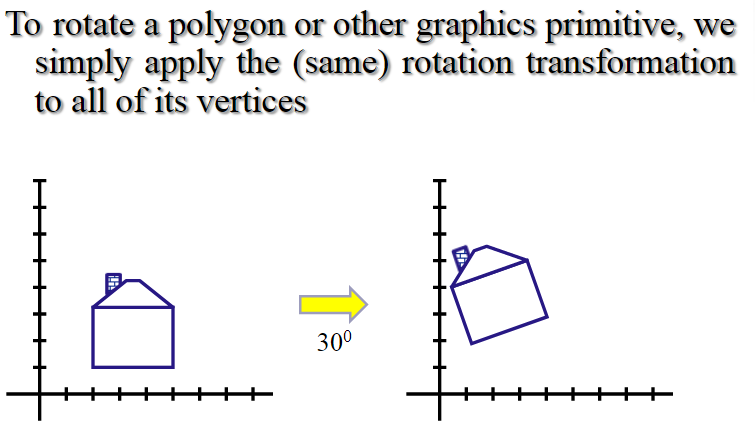 To rotate a polygon or other graphics primitive, we
simply apply the (same) rotation transformation
to all of its vertices
30⁰